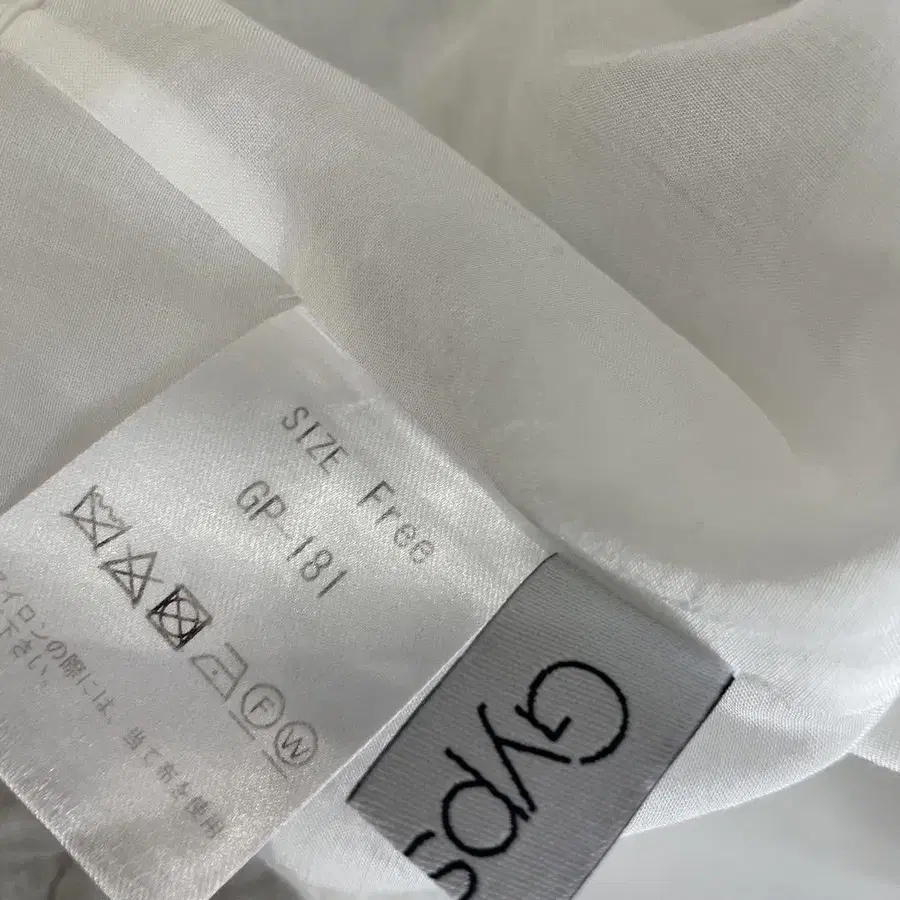 SIZE Free
GP-181
F W
アイロンの際には、当て布を使用
下さい。
Gyps